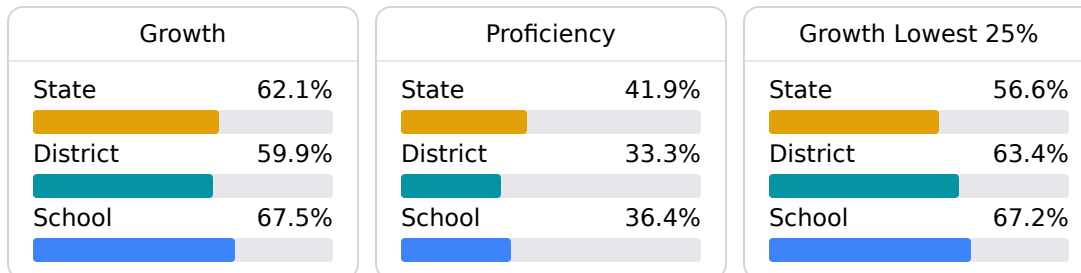 Growth
State 62.1%
District 59.9%
School 67.5%
Proficiency
State 41.9%
District 33.3%
School 36.4%
Growth Lowest 25%
State 56.6%
District 63.4%
School 67.2%